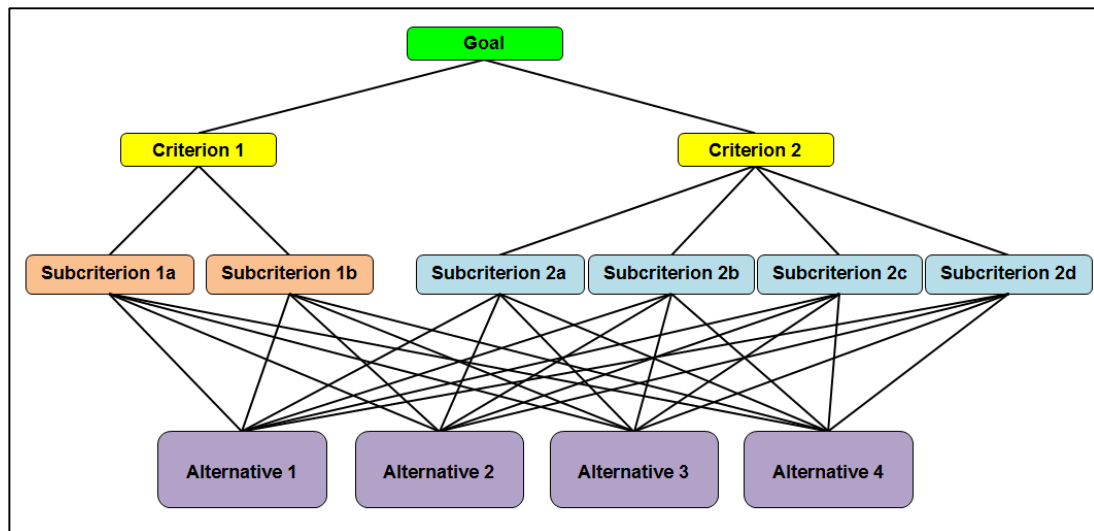 Goal
Criterion 1
Criterion 2
Subcriterion 1a
Subcriterion 1b
Subcriterion 2a
Subcriterion 2b
Subcriterion 2c
Subcriterion 2d
Alternative 1
Alternative 2
Alternative 3
Alternative 4